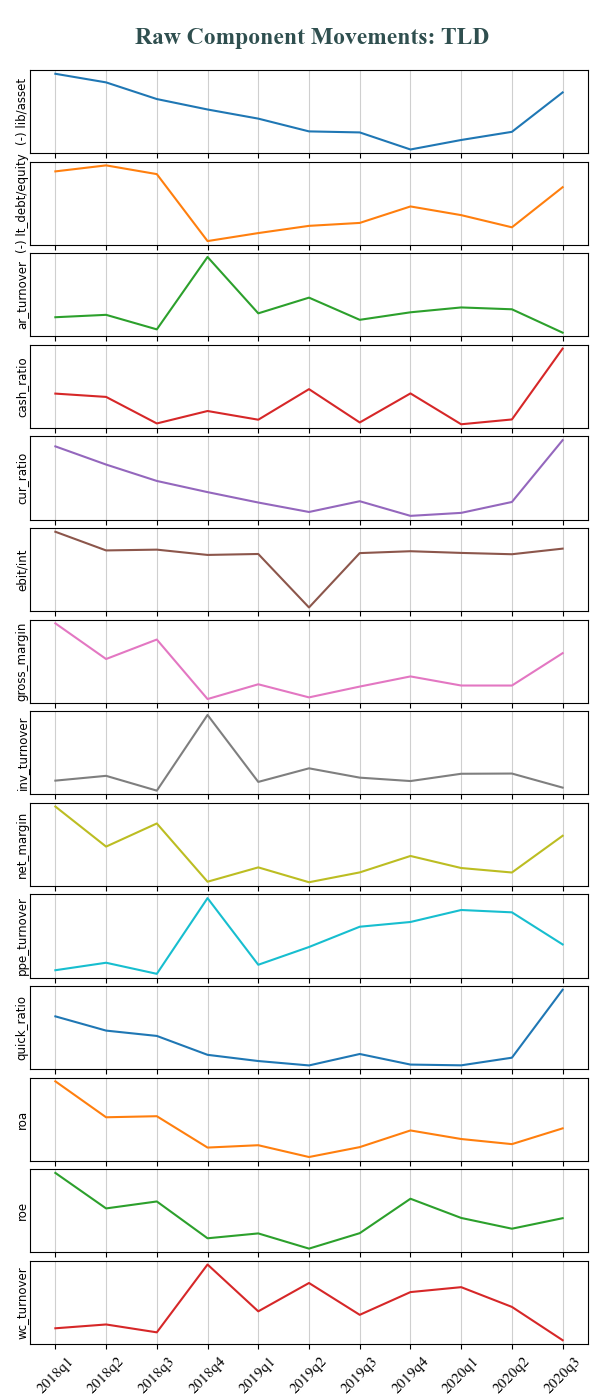 Raw Component Movements: TLD
(-) lib/asset
(-) lt_debt/equity
ar_turnover
cash_ratio
cur_ratio
ebit/int
gross_margin
inv_turnover
net_margin
ppe_turnover
quick_ratio
roa
roe
wc_turnover
2018q1 2018q2 2018q3 2018q4 2019q1 2019q2 2019q3 2019q4 2020q1 2020q2 2020q3